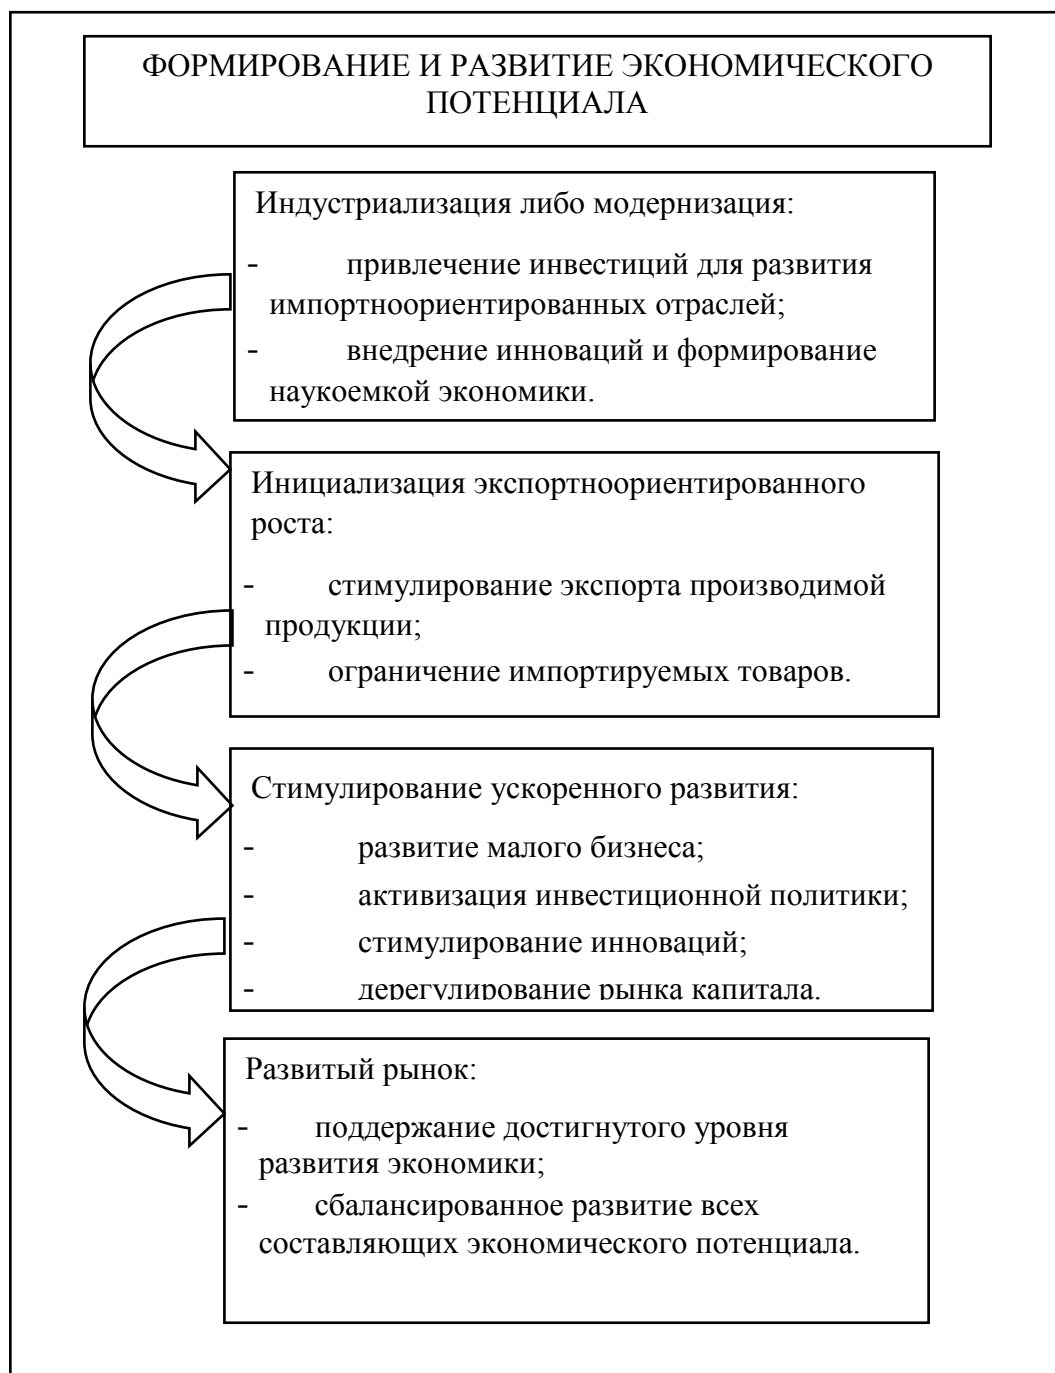 ФОРМИРОВАНИЕ И РАЗВИТИЕ ЭКОНОМИЧЕСКОГО
ПОТЕНЦИАЛА
Индустриализация либо модернизация:
- привлечение инвестиций для развития
импортноориентированных отраслей;
- внедрение инноваций и формирование
наукоемкой экономики.
Инициализация экспортноориентированного
роста:
- стимулирование экспорта производимой
продукции;
- ограничение импортируемых товаров.
Стимулирование ускоренного развития:
- развитие малого бизнеса;
- активизация инвестиционной политики;
- стимулирование инноваций;
- дерегулирование рынка капитала.
Развитый рынок:
- поддержание достигнутого уровня
развития экономики;
- сбалансированное развитие всех
составляющих экономического потенциала.